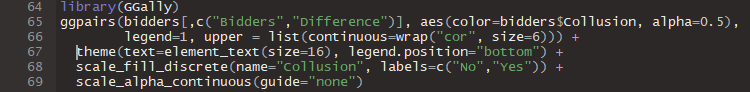 64 library(GGally)
65 ggpairs(bidders[,c("Bidders","Difference")], aes(color=bidders$Collusion, alpha=0.5),
66 legend=1, upper = list(continuous=wrap("cor", size=6))) +
67 theme(text=element_text(size=16), legend.position="bottom") +
68 scale_fill_discrete(name="Collusion", labels=c("No","Yes")) +
69 scale_alpha_continuous(guide="none")